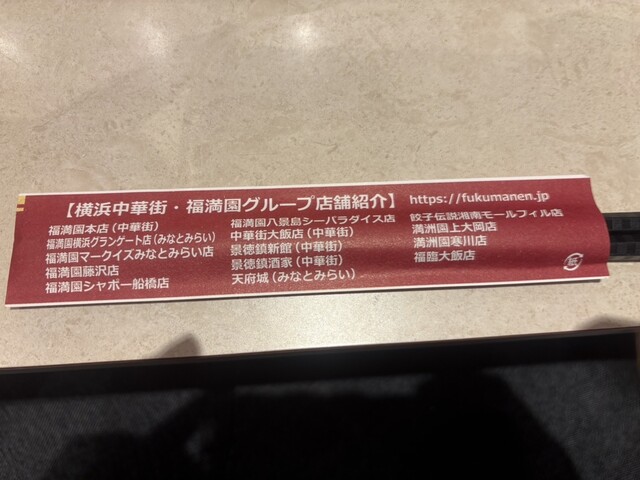 【横浜中華街・福満園グループ店舗紹介】 https://fukumanen.jp
福満園本店(中華街)
福満園横浜グランゲート店(みなとみらい)
福満園マークイズみなとみらい店
福満園藤沢店
福満園シャポー船橋店
福満園八景島シーパラダイス店
中華街大飯店(中華街)
景徳鎮新館(中華街)
景徳鎮酒家(中華街)
天府城(みなとみらい)
餃子伝説湘南モールフィル店
満洲園上大岡店
満洲園寒川店
福臨大飯店
紙